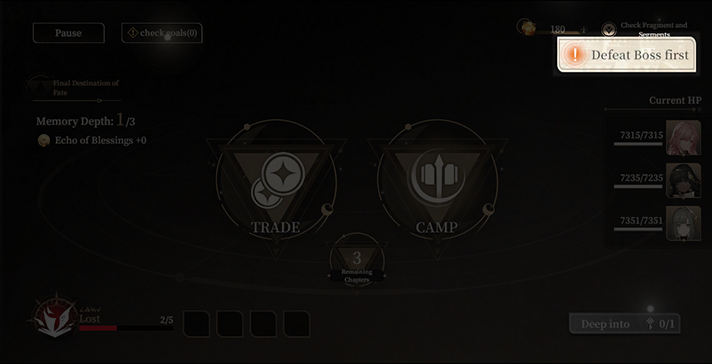 Pause
check goals(0)
180
+
Check Fragment and
Segments
Defeat Boss first
Final Destination of
Fate
Memory Depth: 1/3
Echo of Blessings +0
Current HP
7315/7315
7235/7235
7351/7351
TRADE
CAMP
3
Remaining
Chapters
Lost
2/5
Deep into
0/1